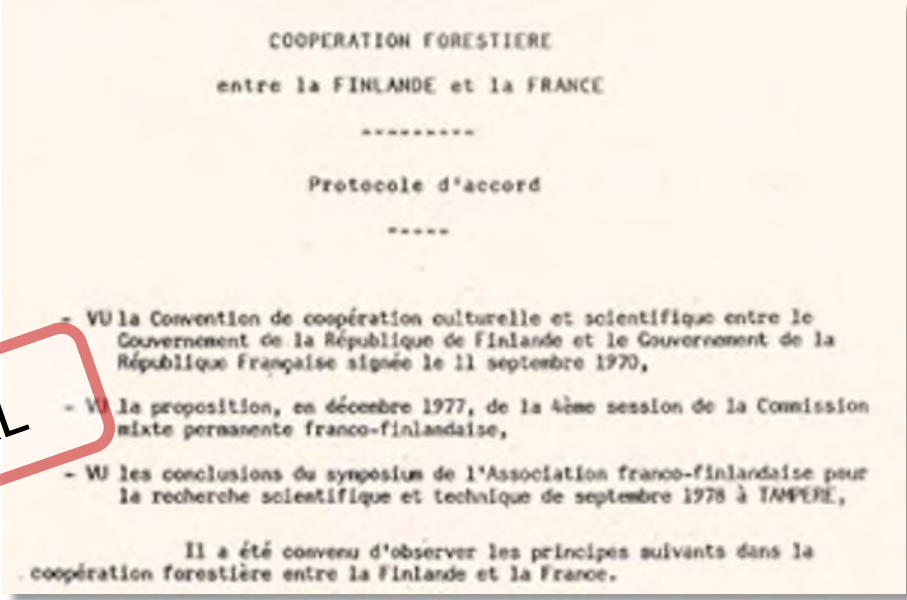 COOPERATION FORESTIERE
entre la FINLANDE et la FRANCE
---------
Protocole d'accord
-----
- VU la Convention de coopération culturelle et scientifique entre le
Gouvernement de la République de Finlande et le Gouvernement de la
République Française signée le 11 septembre 1970,
- VU la proposition, en décembre 1977, de la 4ème session de la Commission
mixte permanente franco-finlandaise,
- VU les conclusions du symposium de l'Association franco-finlandaise pour
la recherche scientifique et technique de septembre 1978 à TAMPERE,
Il a été convenu d'observer les principes suivants dans la
coopération forestière entre la Finlande et la France.
L